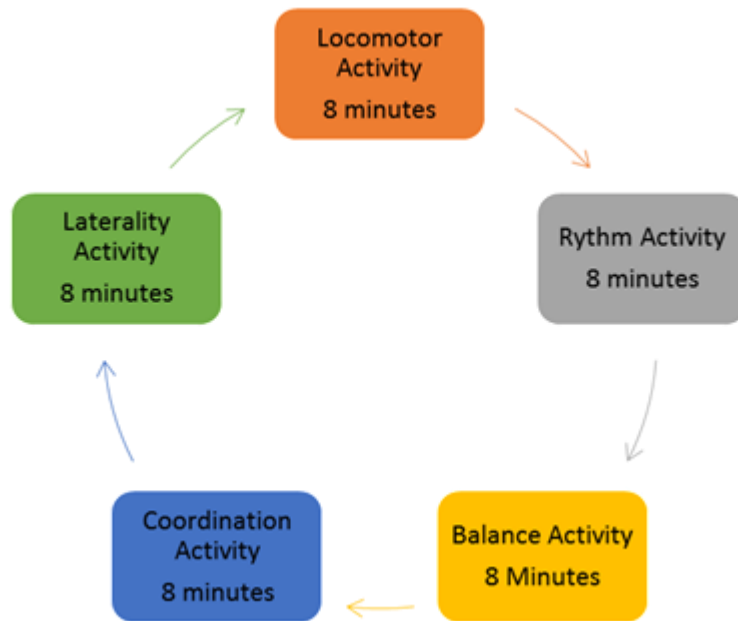 Locomotor
Activity
8 minutes
Rythm Activity
8 minutes
Balance Activity
8 Minutes
Coordination
Activity
8 minutes
Laterality
Activity
8 minutes